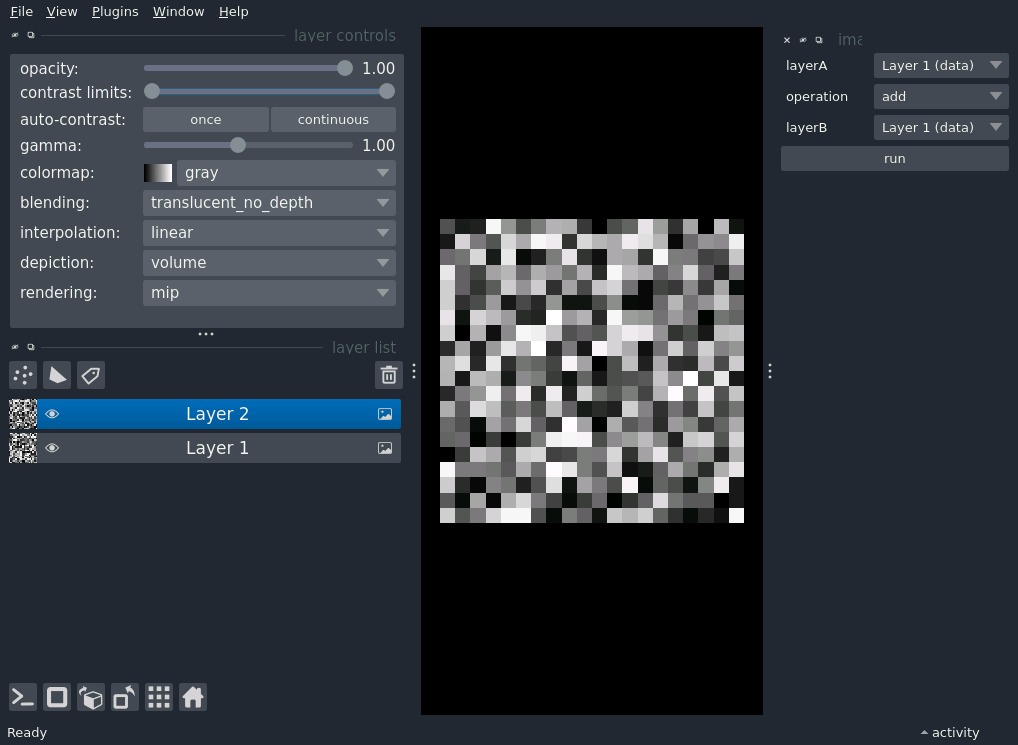 File View Plugins Window Help
layer controls
opacity: 1.00
contrast limits:
auto-contrast: once continuous
gamma: 1.00
colormap: gray
blending: translucent_no_depth
interpolation: linear
depiction: volume
rendering: mip
layer list
Layer 2
Layer 1
ima
layerA Layer 1 (data)
operation add
layerB Layer 1 (data)
run
Ready
activity